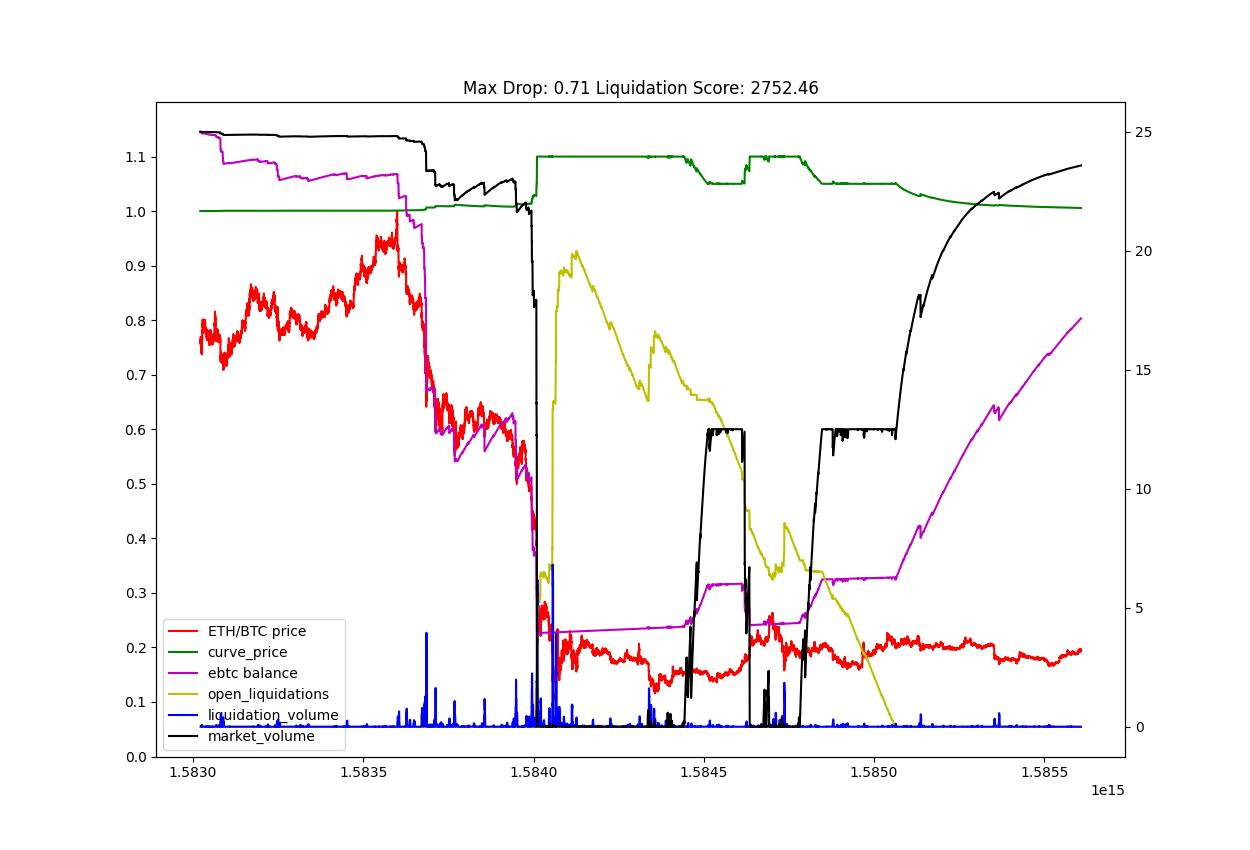 Max Drop: 0.71 Liquidation Score: 2752.46
1.1
1.0
0.9
0.8
0.7
0.6
0.5
0.4
0.3
0.2
0.1
0.0
25
20
15
10
5
0
ETH/BTC price
curve_price
ebtc balance
open_liquidations
liquidation_volume
market_volume
1.5830 1.5835 1.5840 1.5845 1.5850 1.5855
1e15